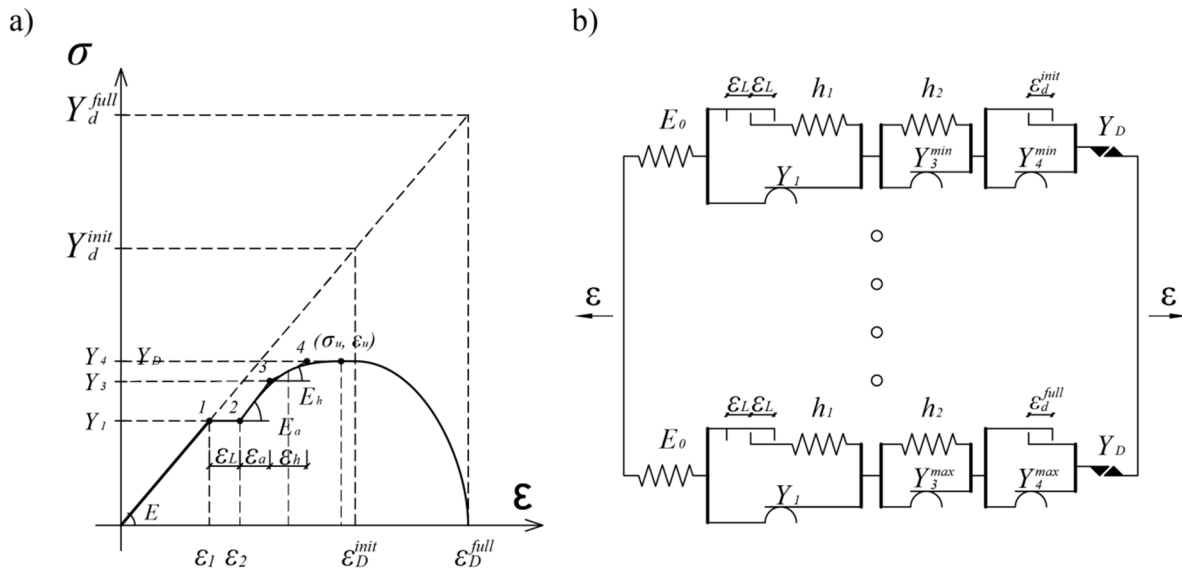 a)
σ
Y_d^full
Y_d^init
Y_4 Y_D
Y_3
Y_1
1 2 3 4 (σ_u, ε_u)
E_h
E_a
ε_L ε_a ε_h
E
ε
ε_1 ε_2 ε_D^init ε_D^full
b)
ε_L ε_L h_1 h_2 ε_d^init
E_0 Y_D
Y_1 Y_3^min Y_4^min
ε ε
ε_L ε_L h_1 h_2 ε_d^full
E_0 Y_D
Y_1 Y_3^max Y_4^max